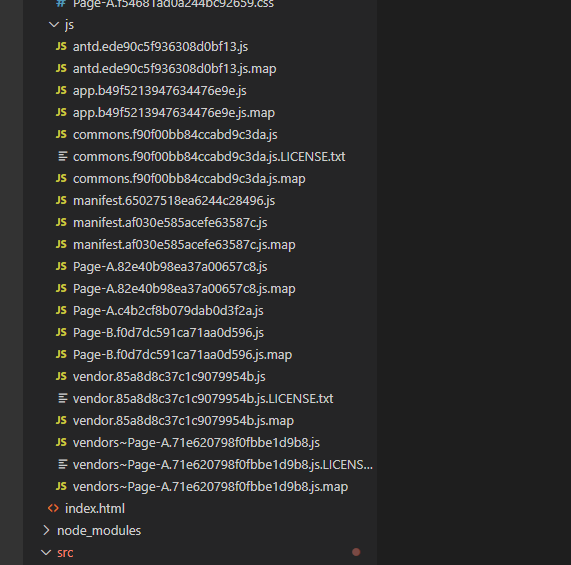 # Page-A.f54681ad0a244bc92659.css
js
JS antd.ede90c5f936308d0bf13.js
JS antd.ede90c5f936308d0bf13.js.map
JS app.b49f5213947634476e9e.js
JS app.b49f5213947634476e9e.js.map
JS commons.f90f00bb84ccabd9c3da.js
commons.f90f00bb84ccabd9c3da.js.LICENSE.txt
JS commons.f90f00bb84ccabd9c3da.js.map
JS manifest.65027518ea6244c28496.js
JS manifest.af030e585acefe63587c.js
JS manifest.af030e585acefe63587c.js.map
JS Page-A.82e40b98ea37a00657c8.js
JS Page-A.82e40b98ea37a00657c8.js.map
JS Page-A.c4b2cf8b079dab0d3f2a.js
JS Page-B.f0d7dc591ca71aa0d596.js
JS Page-B.f0d7dc591ca71aa0d596.js.map
JS vendor.85a8d8c37c1c9079954b.js
vendor.85a8d8c37c1c9079954b.js.LICENSE.txt
JS vendor.85a8d8c37c1c9079954b.js.map
JS vendors~Page-A.71e620798f0fbbe1d9b8.js
vendors~Page-A.71e620798f0fbbe1d9b8.js.LICENS...
JS vendors~Page-A.71e620798f0fbbe1d9b8.js.map
<> index.html
node_modules
src